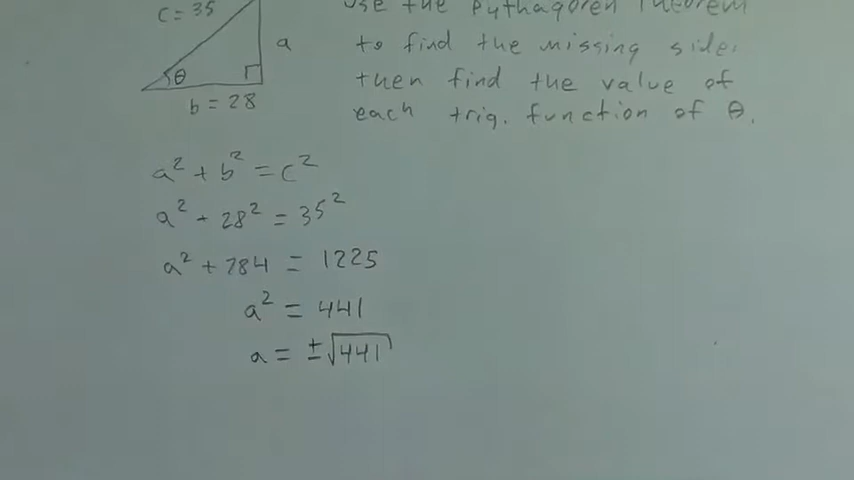 c = 35
use the Pythagoren Theorem
a
to find the missing side,
θ
then find the value of
b = 28
each trig. function of θ.
a² + b² = c²
a² + 28² = 35²
a² + 784 = 1225
a² = 441
a = ±√441